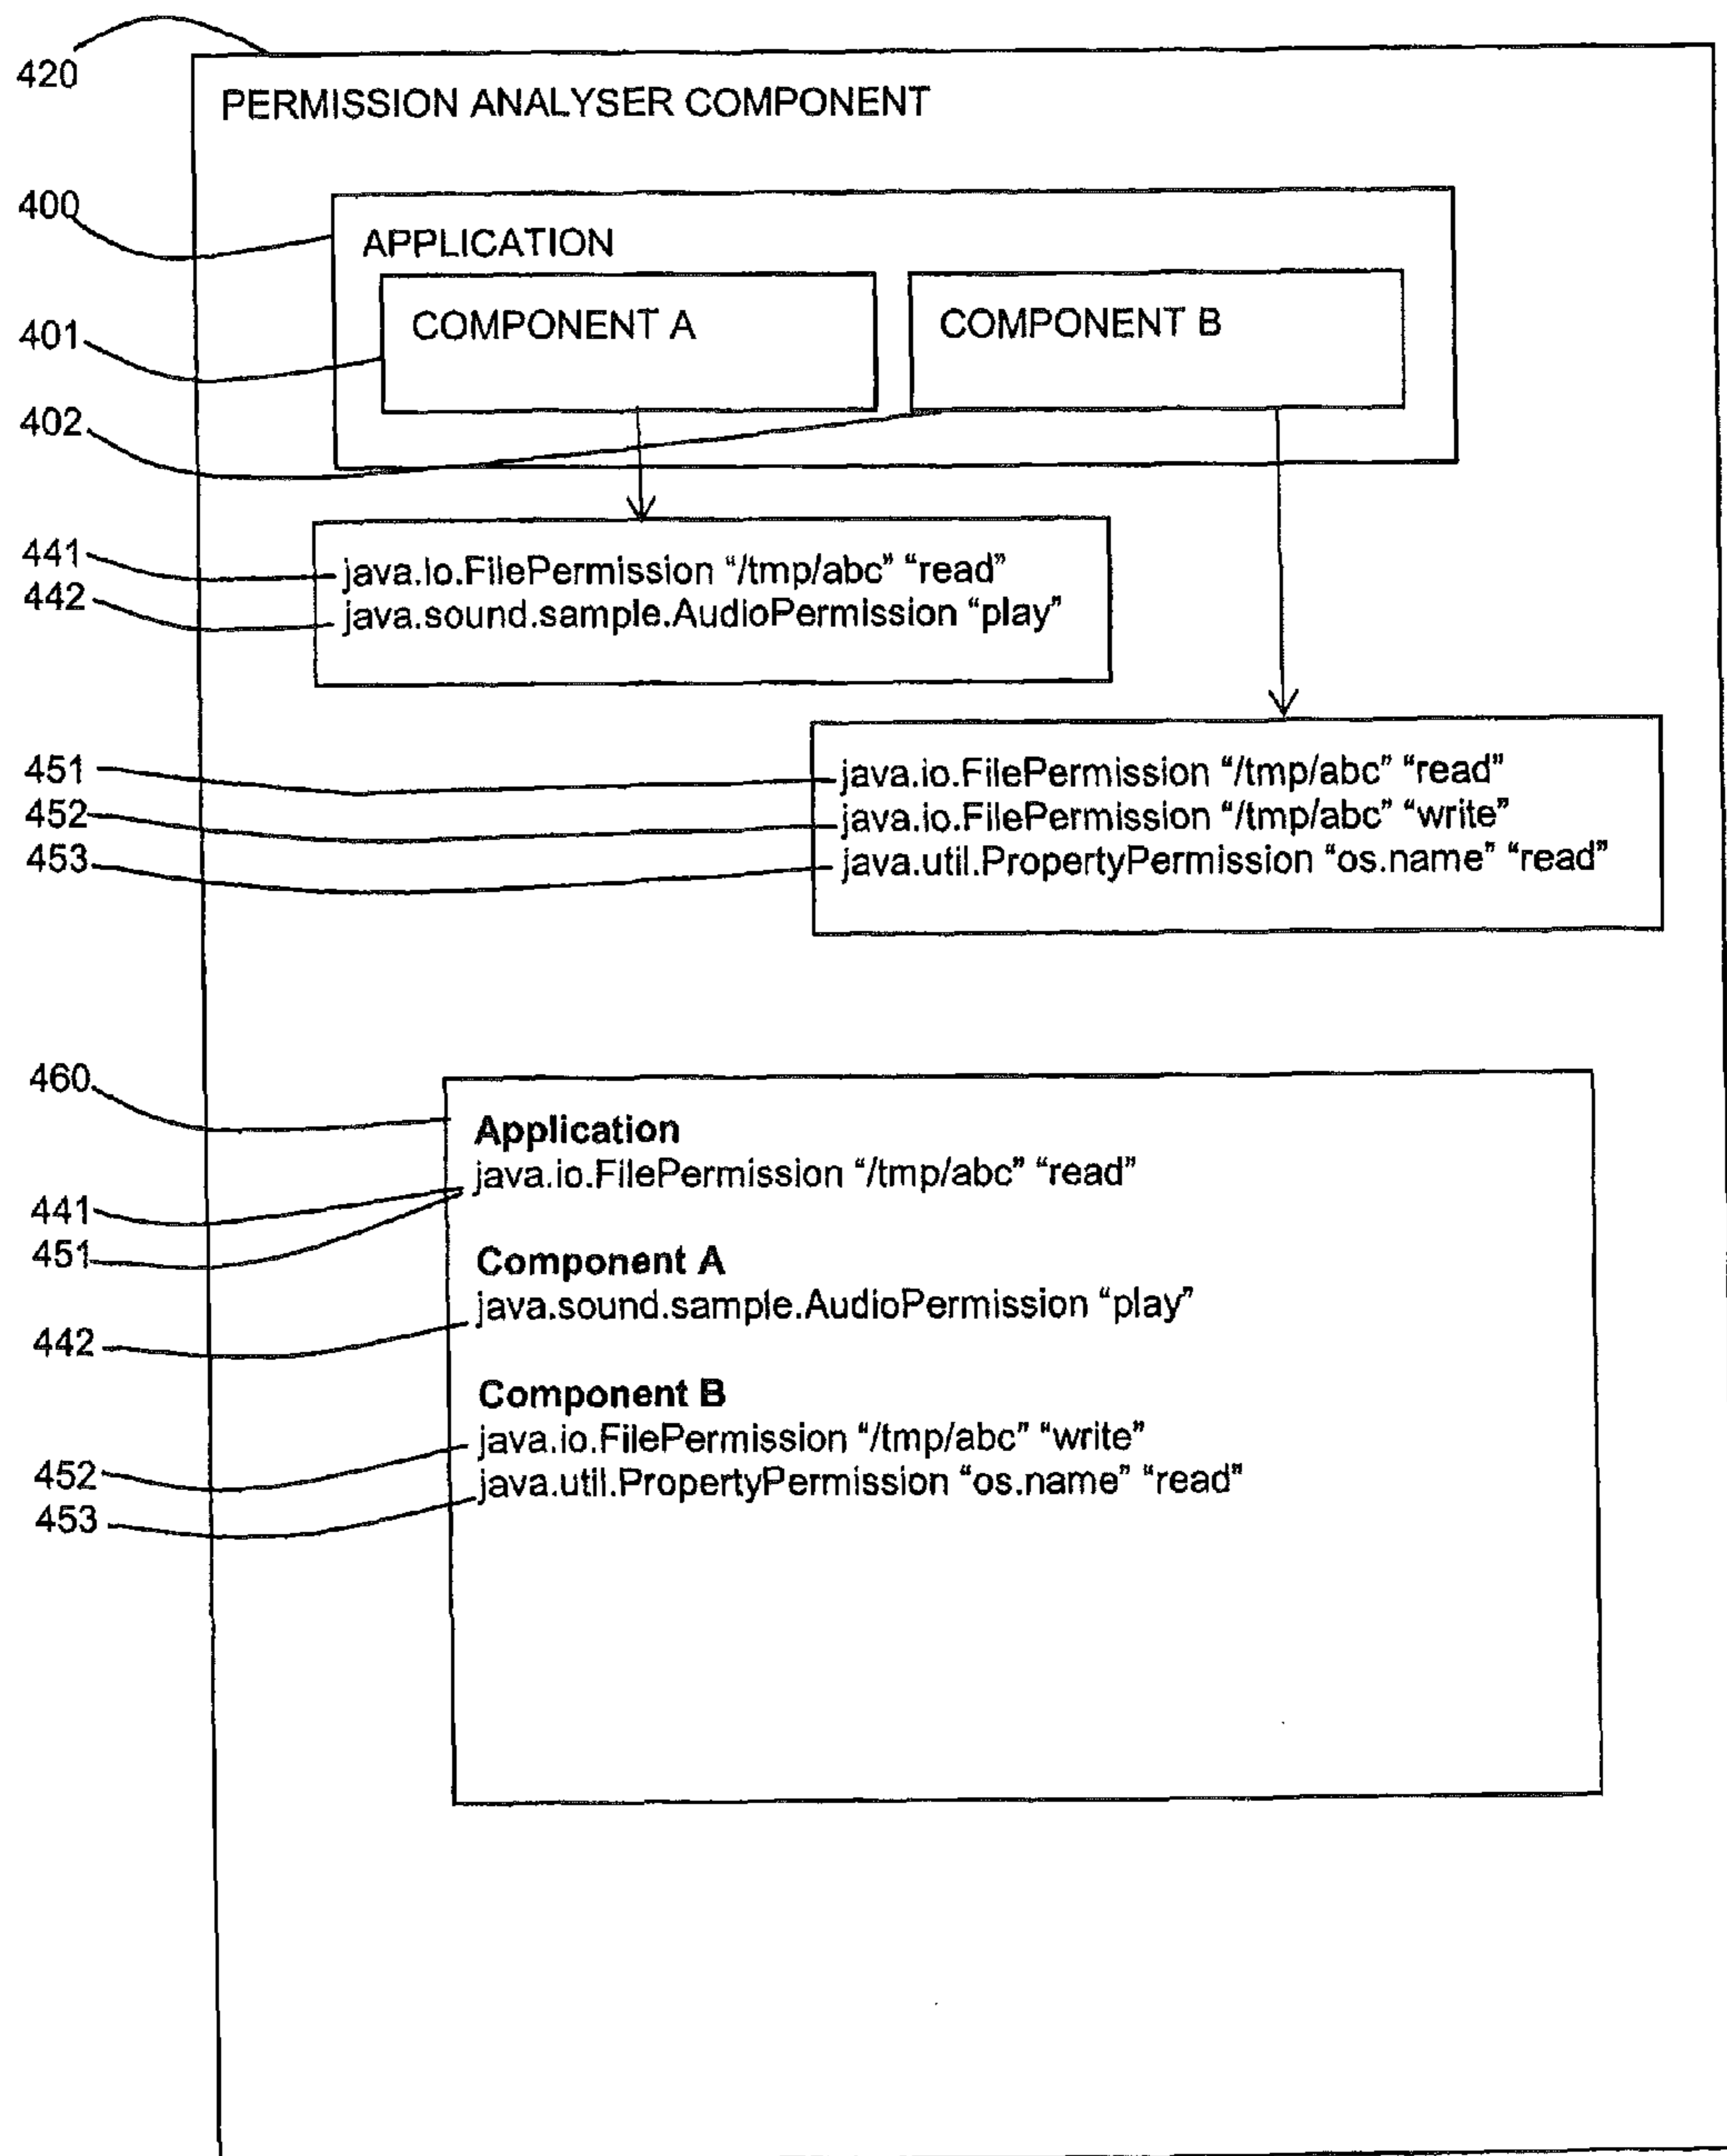 420
PERMISSION ANALYSER COMPONENT
400
APPLICATION
401
COMPONENT A
COMPONENT B
402
441
java.io.FilePermission “/tmp/abc” “read”
442
java.sound.sample.AudioPermission “play”
451
java.io.FilePermission “/tmp/abc” “read”
452
java.io.FilePermission “/tmp/abc” “write”
453
java.util.PropertyPermission “os.name” “read”
460
Application
java.io.FilePermission “/tmp/abc” “read”
441
451
Component A
java.sound.sample.AudioPermission “play”
442
Component B
java.io.FilePermission “/tmp/abc” “write”
452
java.util.PropertyPermission “os.name” “read”
453